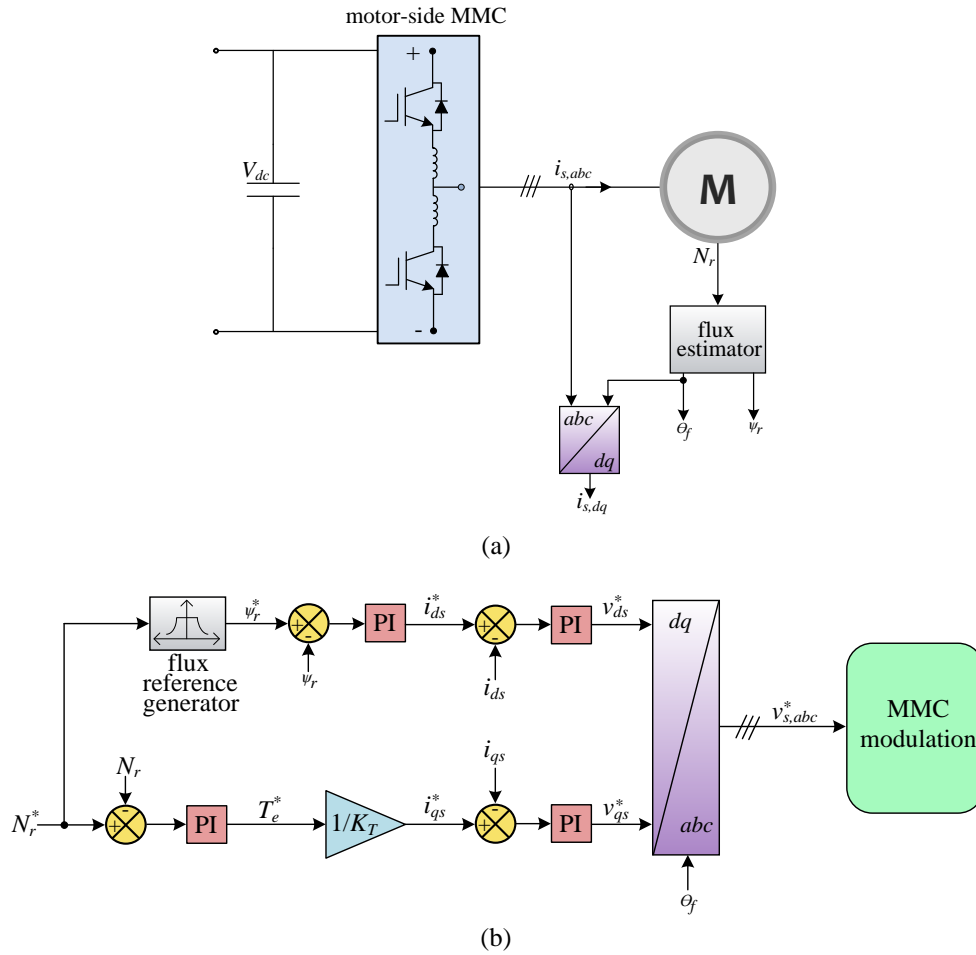 motor-side MMC
+
V_dc
-
i_s,abc
M
N_r
flux
estimator
abc
dq
θ_f
ψ_r
i_s,dq
(a)
ψ_r^*
+
-
ψ_r
PI
i_ds^*
+
-
i_ds
PI
v_ds^*
dq
flux
reference
generator
N_r
N_r^*
+
-
PI
T_e^*
1/K_T
i_qs^*
i_qs
+
-
PI
v_qs^*
abc
θ_f
v_s,abc^*
MMC
modulation
(b)